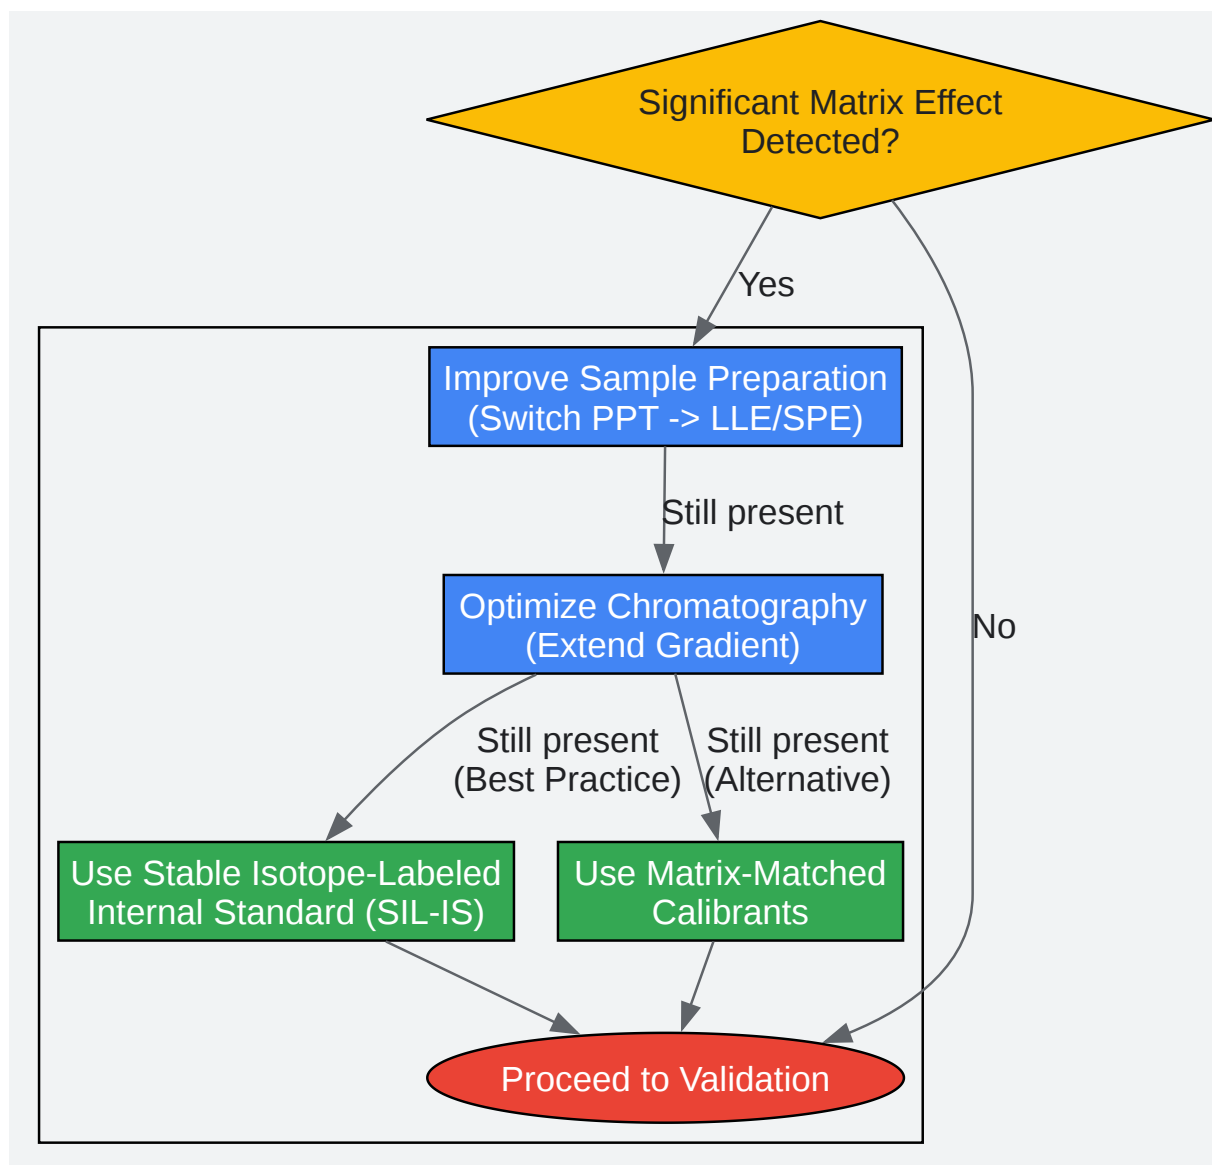 Significant Matrix Effect
Detected?
Yes
Improve Sample Preparation
(Switch PPT -> LLE/SPE)
Still present
Optimize Chromatography
(Extend Gradient)
No
Still present
(Best Practice)
Still present
(Alternative)
Use Stable Isotope-Labeled
Internal Standard (SIL-IS)
Use Matrix-Matched
Calibrants
Proceed to Validation